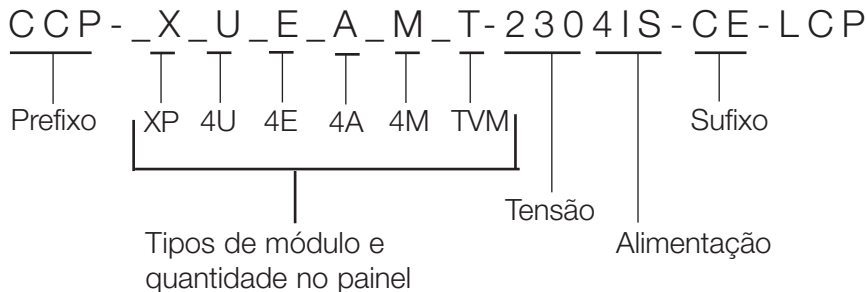 CCP-_X_U_E_A_M_T-2304IS-CE-LCP
Prefixo XP 4U 4E 4A 4M TVM Sufixo
Tensão
Tipos de módulo e Alimentação
quantidade no painel